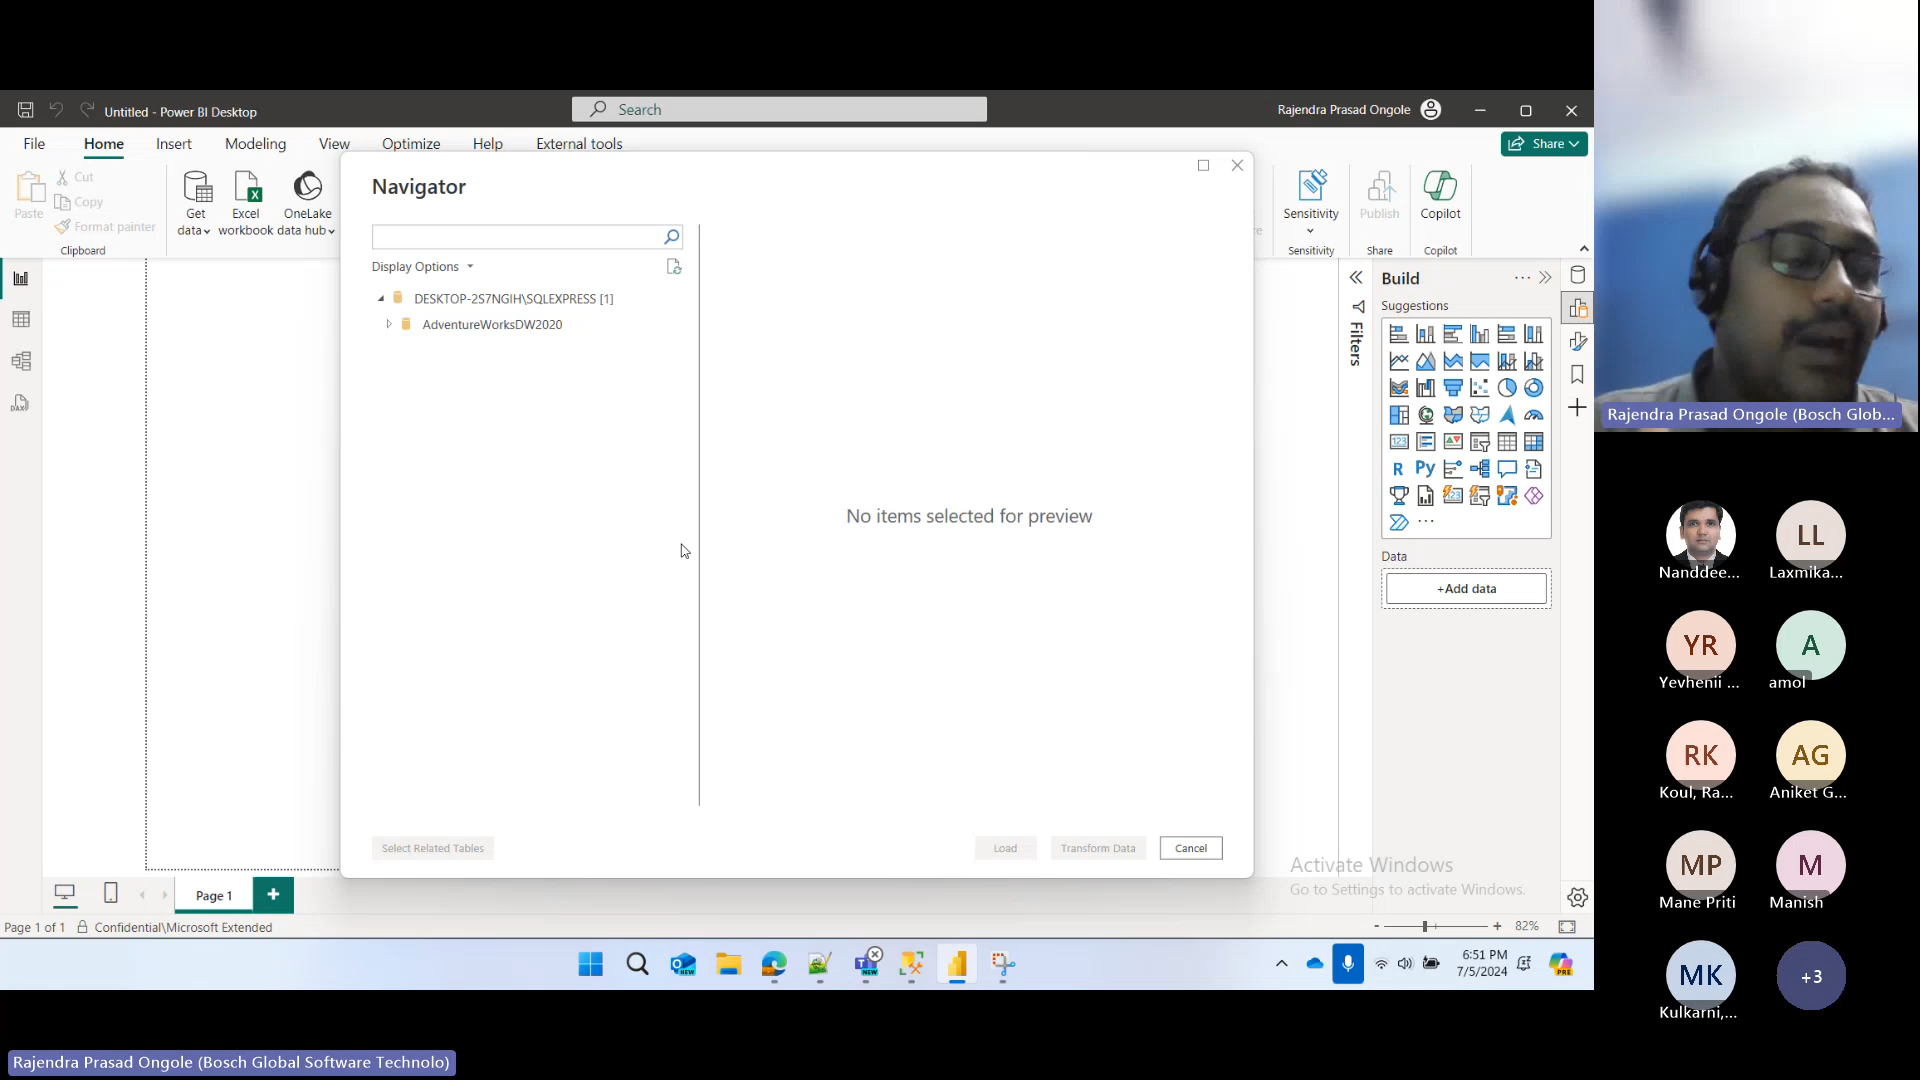 Untitled - Power BI Desktop
Search
Rajendra Prasad Ongole
File
Home
Insert
Modeling
View
Optimize
Help
External tools
Share
Paste
Cut
Copy
Format painter
Clipboard
Get data
Excel workbook
OneLake data hub
Navigator
Display Options
DESKTOP-2S7NGIH\SQLEXPRESS [1]
AdventureWorksDW2020
No items selected for preview
Select Related Tables
Load
Transform Data
Cancel
Sensitivity
Sensitivity
Publish
Share
Copilot
Copilot
Filters
Build
Suggestions
123
R
Py
123
Data
+Add data
DAX
Activate Windows
Go to Settings to activate Windows.
Page 1
Page 1 of 1
Confidential\Microsoft Extended
82%
NEW
NEW
6:51 PM
7/5/2024
PRE
Rajendra Prasad Ongole (Bosch Glob...
Nanddee...
LL
Laxmika...
YR
Yevhenii ...
A
amol
RK
Koul, Ra...
AG
Aniket G...
MP
Mane Priti
M
Manish
MK
Kulkarni,...
+3
Rajendra Prasad Ongole (Bosch Global Software Technolo)